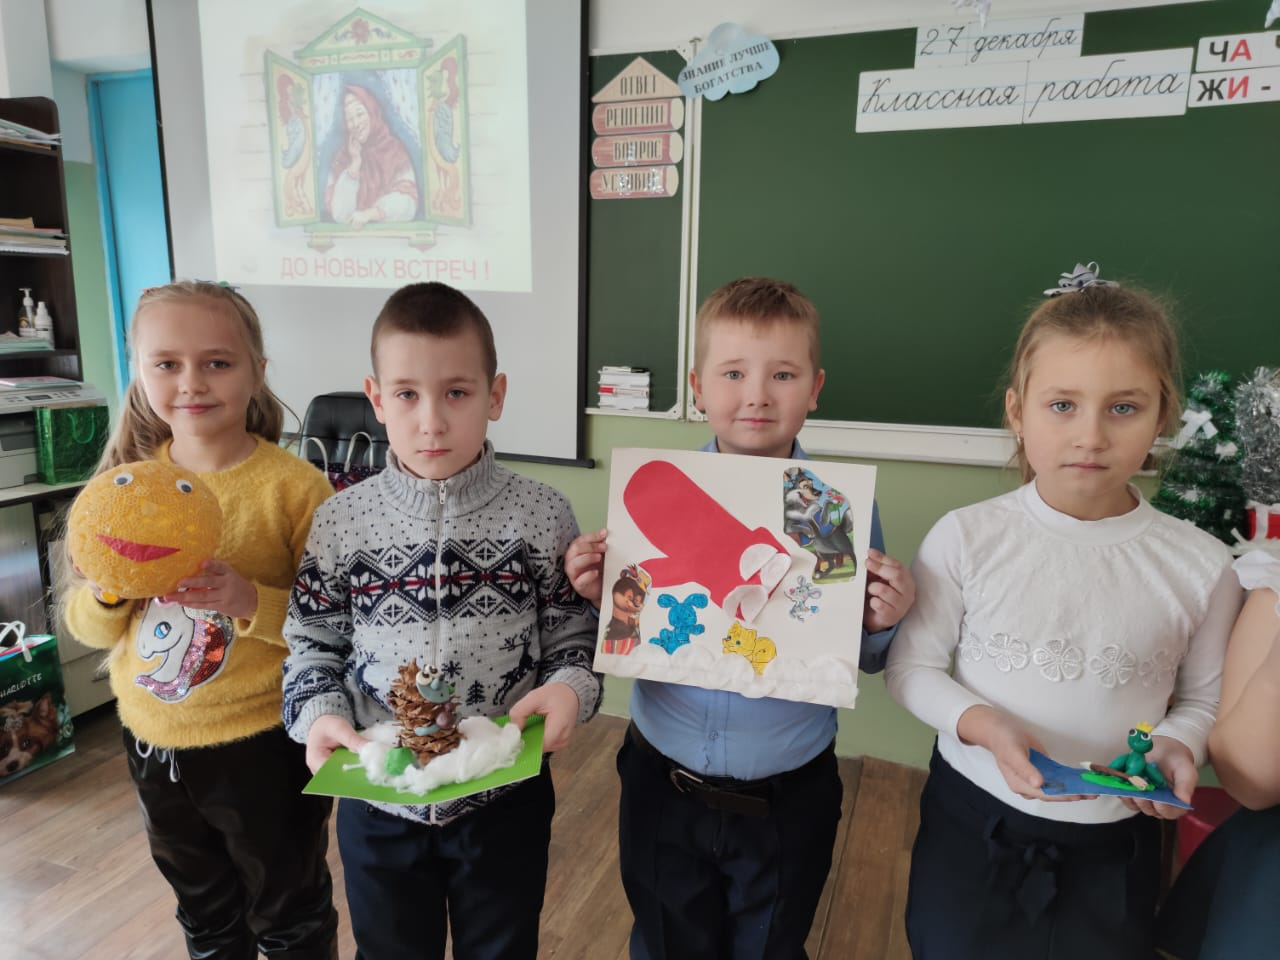 ДО НОВЫХ ВСТРЕЧ !
ОТВЕТ
РЕШЕНИЕ
ВОПРОС
УСЛОВИЕ
ЗНАНИЕ ЛУЧШЕ
БОГАТСТВА
27 декабря
Классная работа
ЧА
ЖИ -